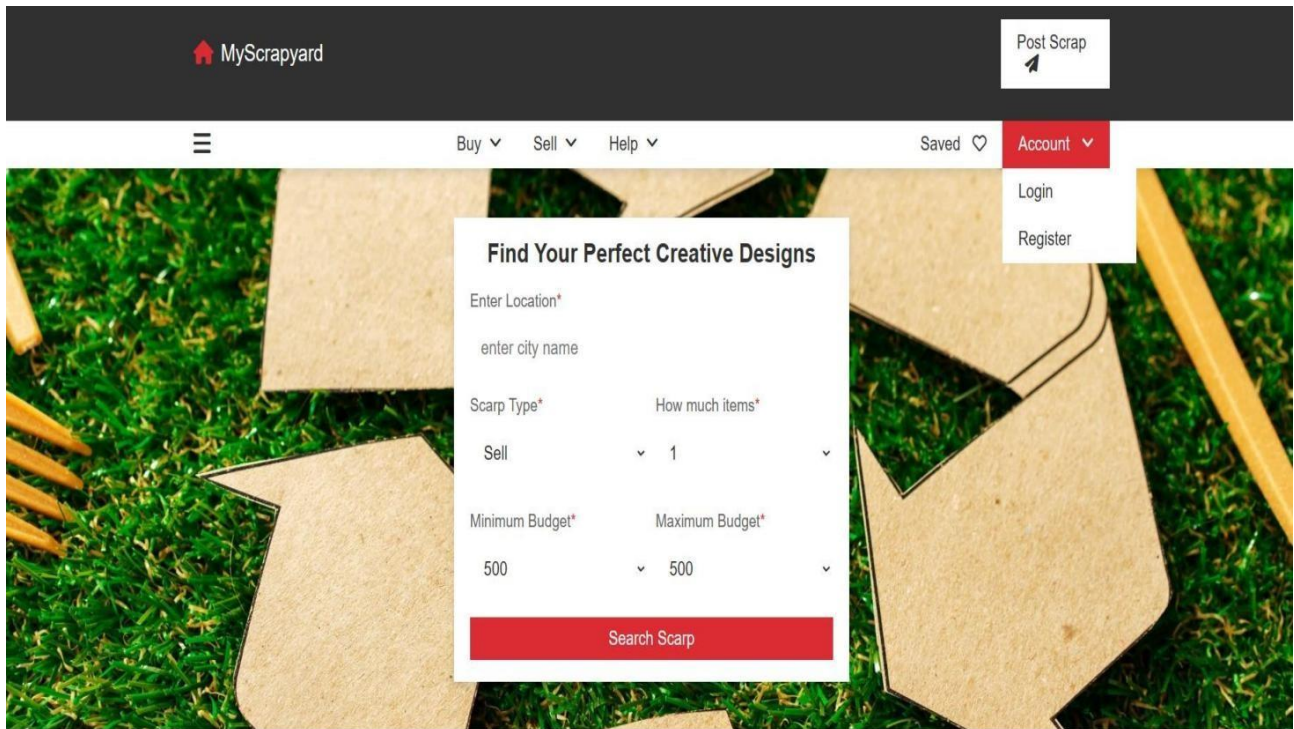 MyScrapyard
Post Scrap
Buy
Sell
Help
Saved
Account
Login
Register
Find Your Perfect Creative Designs
Enter Location*
enter city name
Scarp Type*
How much items*
Sell
1
Minimum Budget*
Maximum Budget*
500
500
Search Scarp